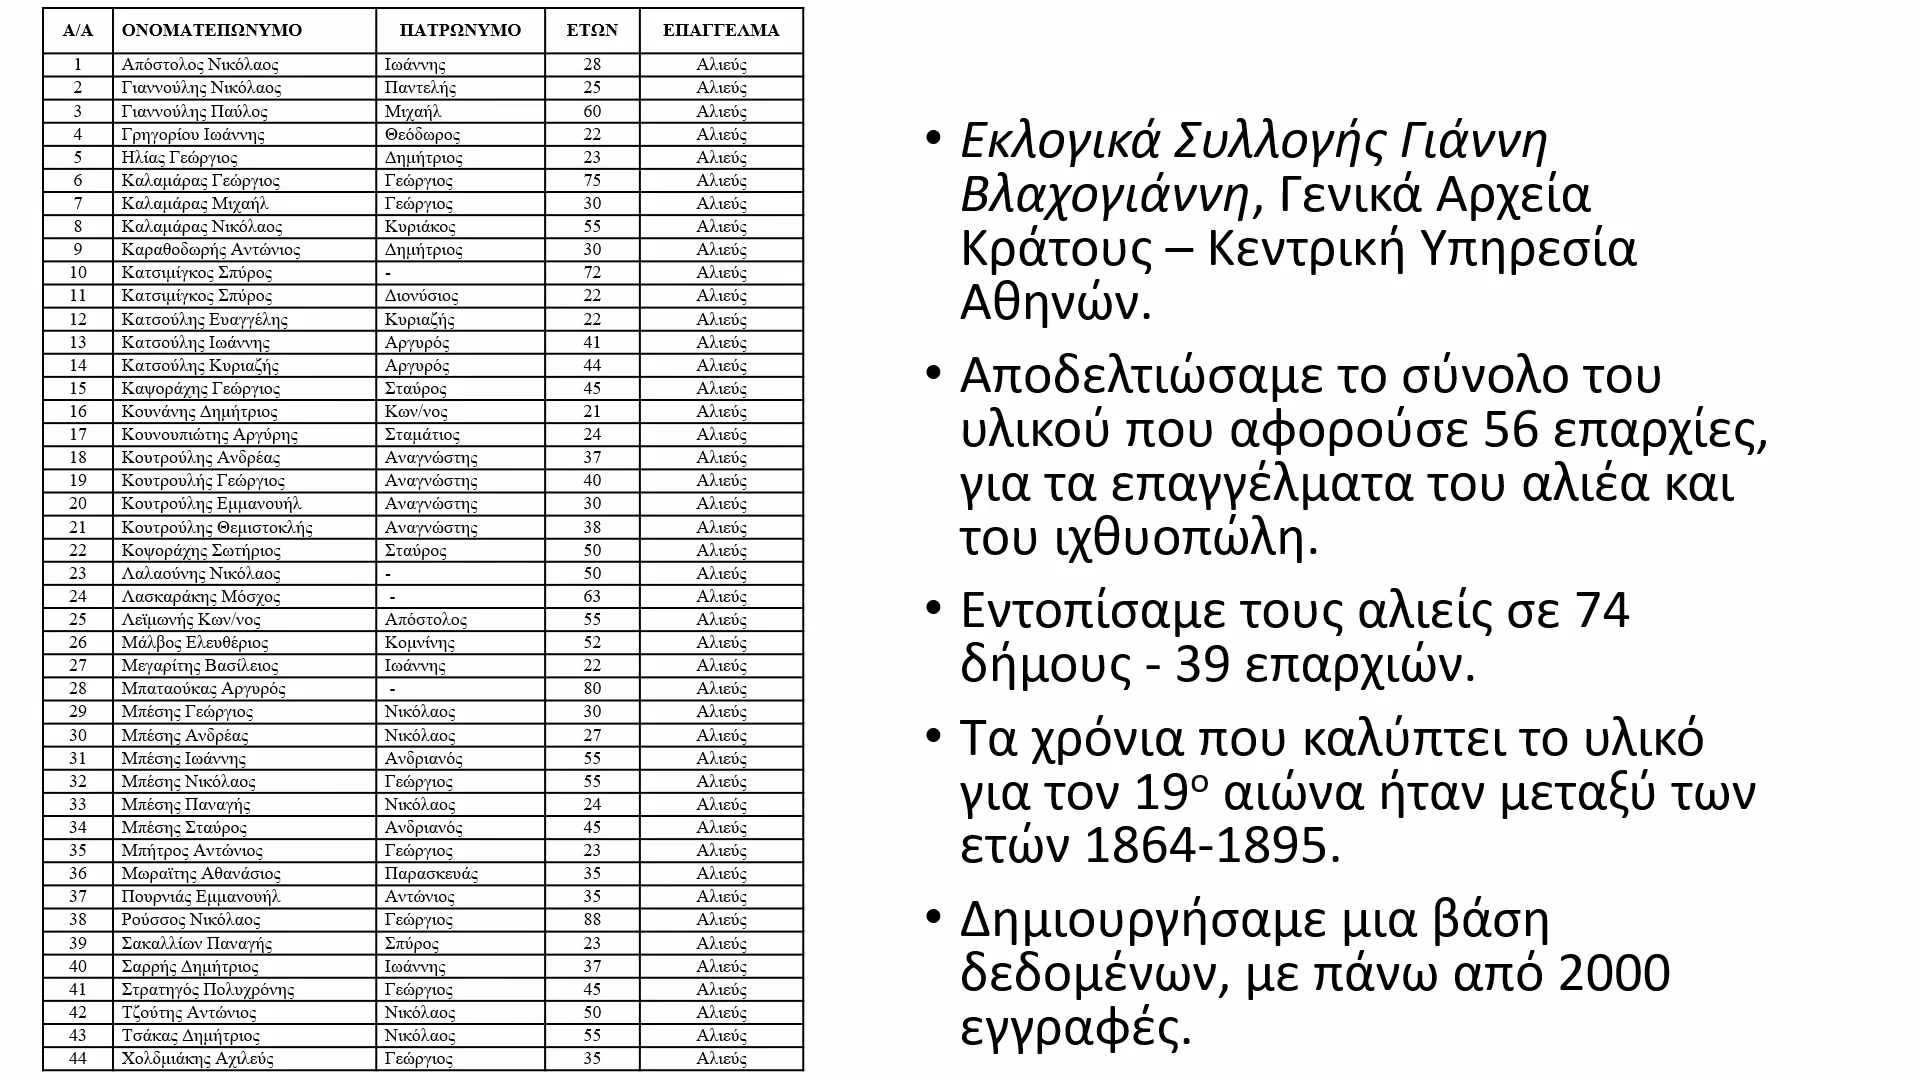 Α/Α ΟΝΟΜΑΤΕΠΩΝΥΜΟ ΠΑΤΡΩΝΥΜΟ ΕΤΩΝ ΕΠΑΓΓΕΛΜΑ
1 Απόστολος Νικόλαος Ιωάννης 28 Αλιεύς
2 Γιαννούλης Νικόλαος Παντελής 25 Αλιεύς
3 Γιαννούλης Παύλος Μιχαήλ 60 Αλιεύς
4 Γρηγορίου Ιωάννης Θεόδωρος 22 Αλιεύς
5 Ηλίας Γεώργιος Δημήτριος 23 Αλιεύς
6 Καλαμάρας Γεώργιος Γεώργιος 75 Αλιεύς
7 Καλαμάρας Μιχαήλ Γεώργιος 30 Αλιεύς
8 Καλαμάρας Νικόλαος Κυριάκος 55 Αλιεύς
9 Καραθοδωρής Αντώνιος Δημήτριος 30 Αλιεύς
10 Κατσιμίγκος Σπύρος - 72 Αλιεύς
11 Κατσιμίγκος Σπύρος Διονύσιος 22 Αλιεύς
12 Κατσούλης Ευαγγέλης Κυριαζής 22 Αλιεύς
13 Κατσούλης Ιωάννης Αργυρός 41 Αλιεύς
14 Κατσούλης Κυριαζής Αργυρός 44 Αλιεύς
15 Καψοράχης Γεώργιος Σταύρος 45 Αλιεύς
16 Κουνάνης Δημήτριος Κων/νος 21 Αλιεύς
17 Κουνουπιώτης Αργύρης Σταμάτιος 24 Αλιεύς
18 Κουτρούλης Ανδρέας Αναγνώστης 37 Αλιεύς
19 Κουτρουλής Γεώργιος Αναγνώστης 40 Αλιεύς
20 Κουτρούλης Εμμανουήλ Αναγνώστης 30 Αλιεύς
21 Κουτρούλης Θεμιστοκλής Αναγνώστης 38 Αλιεύς
22 Κοψοράχης Σωτήριος Σταύρος 50 Αλιεύς
23 Λαλαούνης Νικόλαος - 50 Αλιεύς
24 Λασκαράκης Μόσχος - 63 Αλιεύς
25 Λεϊμωνής Κων/νος Απόστολος 55 Αλιεύς
26 Μάλβος Ελευθέριος Κομνίνης 52 Αλιεύς
27 Μεγαρίτης Βασίλειος Ιωάννης 22 Αλιεύς
28 Μπαταούκας Αργυρός - 80 Αλιεύς
29 Μπέσης Γεώργιος Νικόλαος 30 Αλιεύς
30 Μπέσης Ανδρέας Νικόλαος 27 Αλιεύς
31 Μπέσης Ιωάννης Ανδριανός 55 Αλιεύς
32 Μπέσης Νικόλαος Γεώργιος 55 Αλιεύς
33 Μπέσης Παναγής Νικόλαος 24 Αλιεύς
34 Μπέσης Σταύρος Ανδριανός 45 Αλιεύς
35 Μπήτρος Αντώνιος Γεώργιος 23 Αλιεύς
36 Μωραΐτης Αθανάσιος Παρασκευάς 35 Αλιεύς
37 Πουρνιάς Εμμανουήλ Αντώνιος 35 Αλιεύς
38 Ρούσσος Νικόλαος Γεώργιος 88 Αλιεύς
39 Σακαλλίων Παναγής Σπύρος 23 Αλιεύς
40 Σαρρής Δημήτριος Ιωάννης 37 Αλιεύς
41 Στρατηγός Πολυχρόνης Γεώργιος 45 Αλιεύς
42 Τζούτης Αντώνιος Νικόλαος 50 Αλιεύς
43 Τσάκας Δημήτριος Νικόλαος 55 Αλιεύς
44 Χολδμιάκης Αχιλεύς Γεώργιος 35 Αλιεύς
• Εκλογικά Συλλογής Γιάννη
Βλαχογιάννη, Γενικά Αρχεία
Κράτους – Κεντρική Υπηρεσία
Αθηνών.
• Αποδελτιώσαμε το σύνολο του
υλικού που αφορούσε 56 επαρχίες,
για τα επαγγέλματα του αλιέα και
του ιχθυοπώλη.
• Εντοπίσαμε τους αλιείς σε 74
δήμους - 39 επαρχιών.
• Τα χρόνια που καλύπτει το υλικό
για τον 19ο αιώνα ήταν μεταξύ των
ετών 1864-1895.
• Δημιουργήσαμε μια βάση
δεδομένων, με πάνω από 2000
εγγραφές.